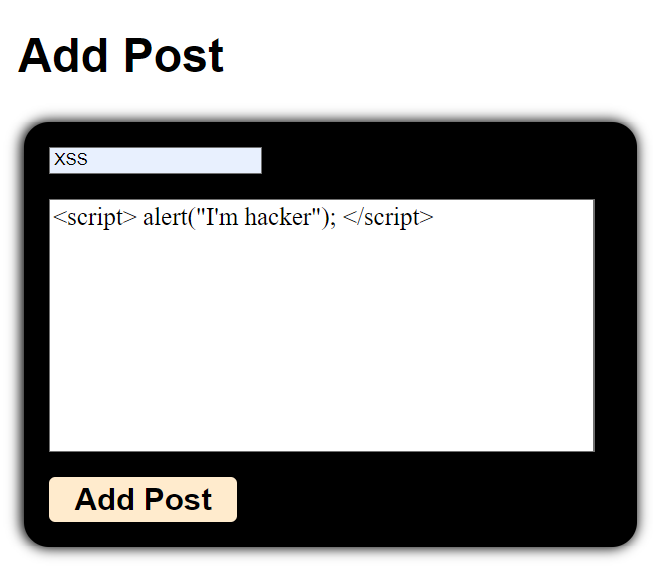 Add Post
XSS
<script> alert("I'm hacker"); </script>
Add Post